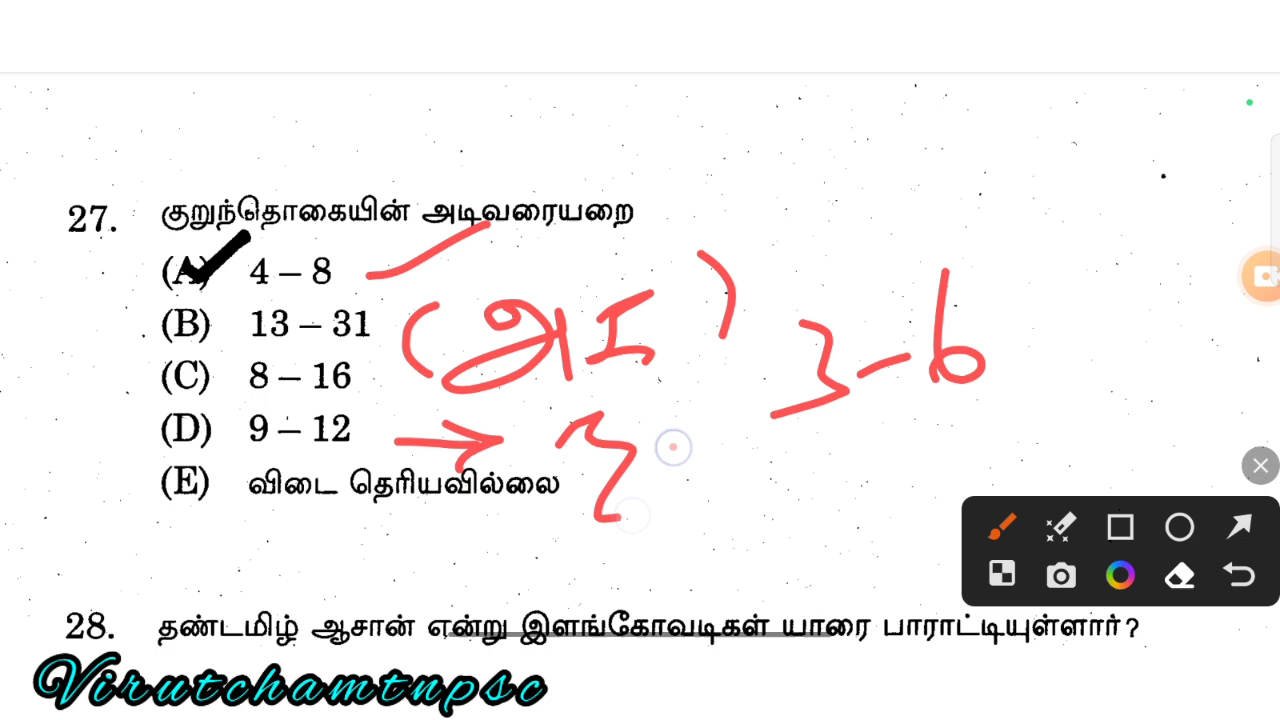 27. குறுந்தொகையின் அடிவரையறை
(A) 4 – 8
(B) 13 – 31
(C) 8 – 16
(D) 9 – 12
(E) விடை தெரியவில்லை
3 – 6
28. தண்டமிழ் ஆசான் என்று இளங்கோவடிகள் யாரை பாராட்டியுள்ளார்?
Virutchamtnpsc